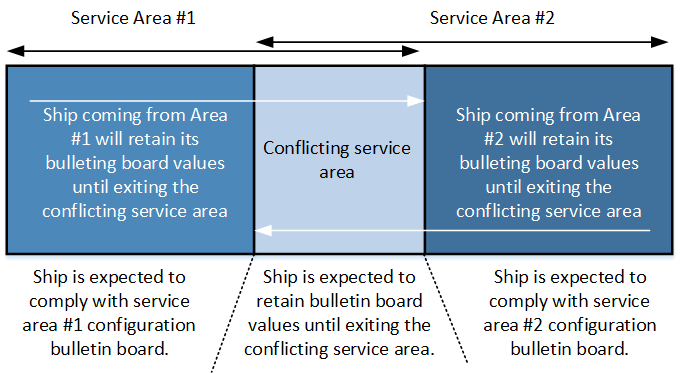 Service Area #1
Service Area #2
Ship coming from Area
#1 will retain its
bulleting board values
until exiting the
conflicting service area
Conflicting service
area
Ship coming from Area
#2 will retain its
bulleting board values
until exiting the
conflicting service area
Ship is expected to
comply with service
area #1 configuration
bulletin board.
Ship is expected to
retain bulletin board
values until exiting the
conflicting service area.
Ship is expected to
comply with service
area #2 configuration
bulletin board.